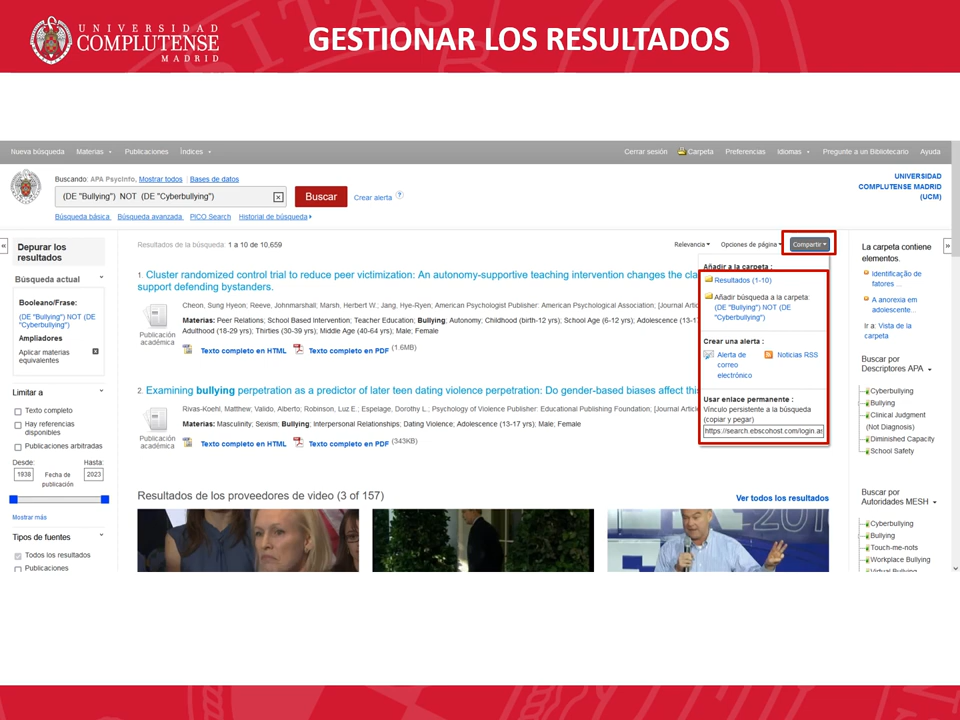 UNIVERSIDAD
COMPLUTENSE
MADRID
GESTIONAR LOS RESULTADOS
Nueva búsqueda Materias Publicaciones Índices Cerrar sesión Carpeta Preferencias Idiomas Pregunte a un Bibliotecario Ayuda
Buscando: APA PsycInfo, Mostrar todos Bases de datos
(DE "Bullying") NOT (DE "Cyberbullying")
Buscar
Crear alerta
Búsqueda básica Búsqueda avanzada PICO Search Historial de búsqueda
UNIVERSIDAD
COMPLUTENSE MADRID
(UCM)
Depurar los
resultados
Búsqueda actual
Booleano/Frase:
(DE "Bullying") NOT (DE
"Cyberbullying")
Ampliadores
Aplicar materias
equivalentes
Limitar a
Texto completo
Hay referencias
disponibles
Publicaciones arbitradas
Desde: Hasta:
1938 Fecha de 2023
publicación
Mostrar más
Tipos de fuentes
Todos los resultados
Publicaciones
Resultados de la búsqueda: 1 a 10 de 10,659
Relevancia Opciones de página Compartir
1. Cluster randomized control trial to reduce peer victimization: An autonomy-supportive teaching intervention changes the cla
support defending bystanders.
Cheon, Sung Hyeon, Reeve, Johnmarshall; Marsh, Herbert W.; Jang, Hye-Ryen; American Psychologist Publisher: American Psychological Association; [Journal Artic
Materias: Peer Relations; School Based Intervention; Teacher Education; Bullying; Autonomy; Childhood (birth-12 yrs); School Age (6-12 yrs); Adolescence (13-17
Adulthood (18-29 yrs); Thirties (30-39 yrs); Middle Age (40-64 yrs); Male; Female
Publicación
académica
Texto completo en HTML Texto completo en PDF (1.6MB)
2. Examining bullying perpetration as a predictor of later teen dating violence perpetration: Do gender-based biases affect this
Rivas-Koehl, Matthew; Valido, Alberto; Robinson, Luz E.; Espelage, Dorothy L.; Psychology of Violence Publisher: Educational Publishing Foundation; [Journal Artic
Materias: Masculinity; Sexism; Bullying; Interpersonal Relationships; Dating Violence; Adolescence (13-17 yrs); Male; Female
Publicación
académica
Texto completo en HTML Texto completo en PDF (343KB)
Resultados de los proveedores de video (3 of 157)
Ver todos los resultados
Añadir a la carpeta :
Resultados (1-10)
Añadir búsqueda a la carpeta:
(DE "Bullying") NOT (DE
"Cyberbullying")
Crear una alerta :
Alerta de
correo
electrónico
Noticias RSS
Usar enlace permanente :
Vínculo persistente a la búsqueda
(copiar y pegar)
https://search.ebscohost.com/login.as
La carpeta contiene
elementos.
Identificación de
factores ...
A anorexia em
adolescente...
Ir a: Vista de la
carpeta
Buscar por
Descriptores APA
Cyberbullying
Bullying
Clinical Judgment
(Not Diagnosis)
Diminished Capacity
School Safety
Buscar por
Autoridades MESH
Cyberbullying
Bullying
Touch-me-nots
Workplace Bullying
Virtual Bullying